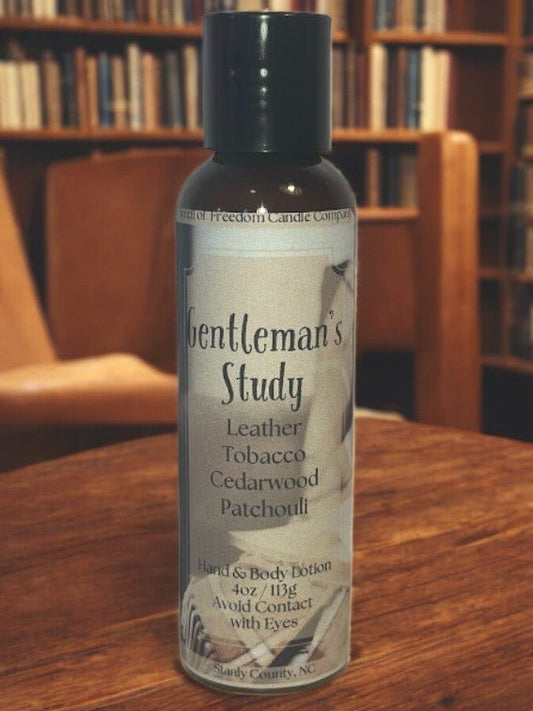 Smell of Freedom Candle Company
Gentleman's
Study
Leather
Tobacco
Cedarwood
Patchouli
Hand & Body Lotion
4oz / 113g
Avoid Contact
with Eyes
Stanly County, NC